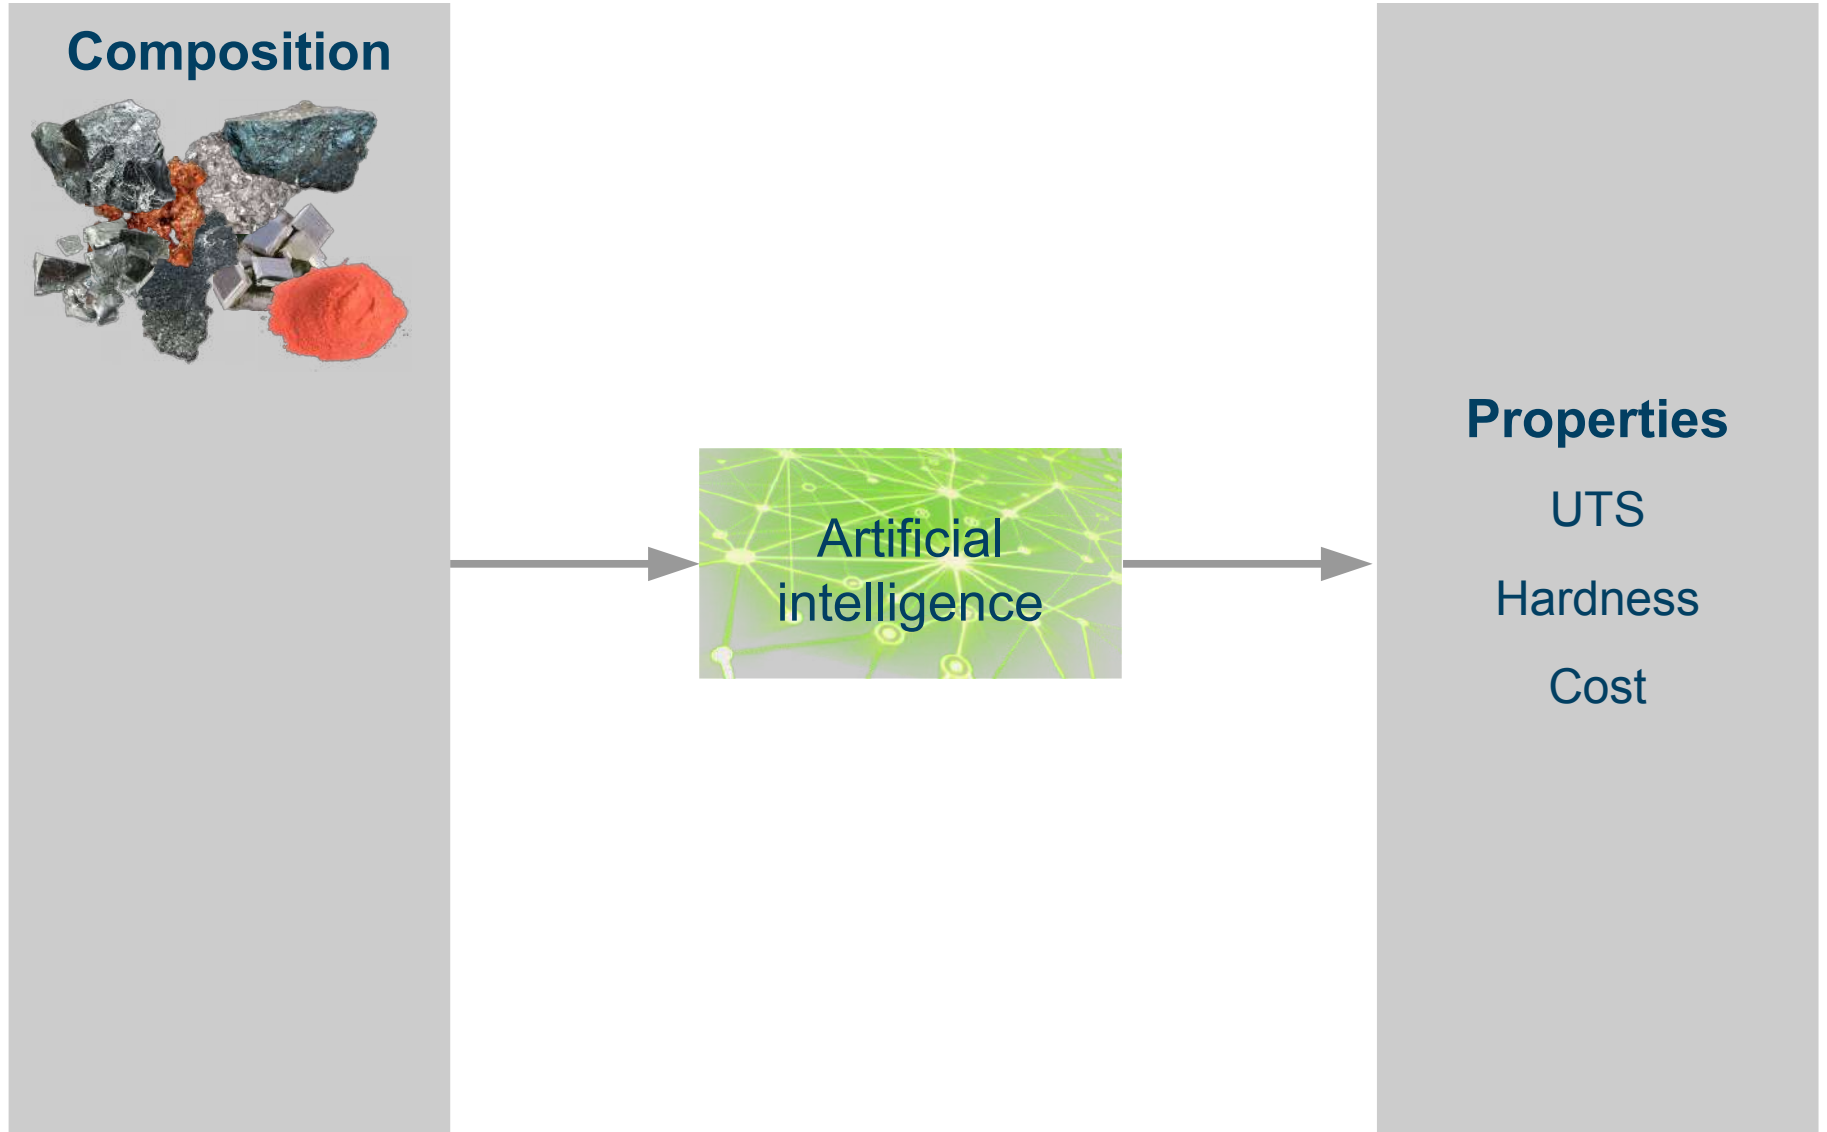 Composition
Artificial
intelligence
Properties
UTS
Hardness
Cost